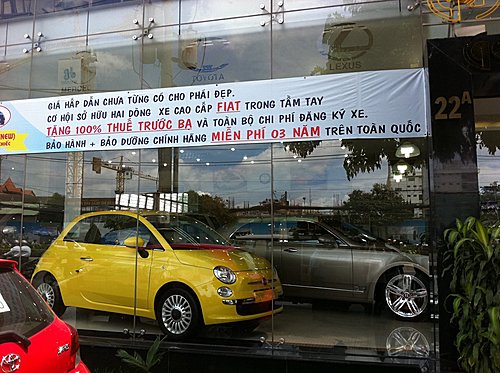 TOYOTA
LEXUS
GIÁ HẤP DẪN CHƯA TỪNG CÓ CHO PHÁI ĐẸP.
CƠ HỘI SỞ HỮU HAI DÒNG XE CAO CẤP FIAT TRONG TẦM TAY
TẶNG 100% THUẾ TRƯỚC BẠ VÀ TOÀN BỘ CHI PHÍ ĐĂNG KÝ XE.
BẢO HÀNH + BẢO DƯỠNG CHÍNH HÃNG MIỄN PHÍ 03 NĂM TRÊN TOÀN QUỐC
22A